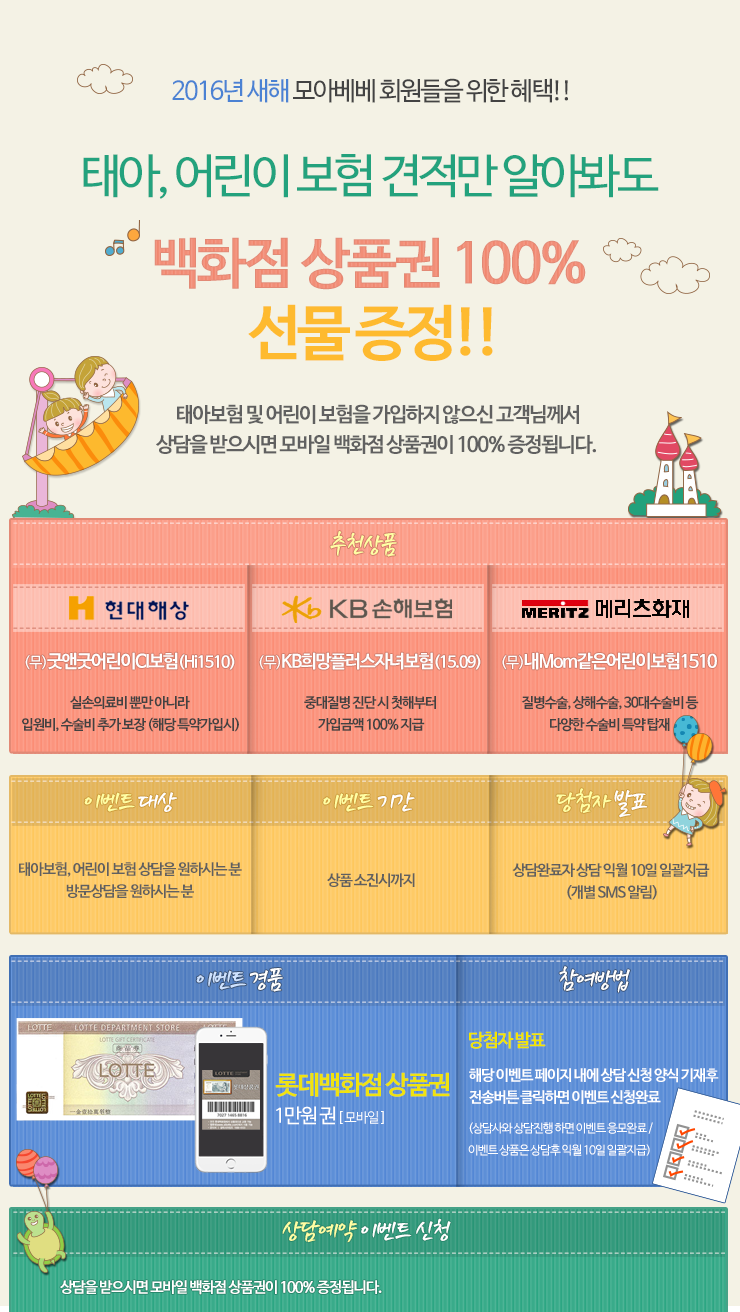 2016년 새해 모아베베 회원들을 위한 혜택!!
태아, 어린이 보험 견적만 알아봐도
백화점 상품권 100%
선물 증정!!
태아보험 및 어린이 보험을 가입하지 않으신 고객님께서
상담을 받으시면 모바일 백화점 상품권이 100% 증정됩니다.
추천상품
현대해상
(무)굿앤굿어린이CI보험(Hi1510)
실손의료비 뿐만 아니라
입원비, 수술비 추가 보장 (해당 특약가입시)
KB손해보험
(무)KB희망플러스자녀보험(15.09)
중대질병 진단 시 첫해부터
가입금액 100% 지급
MERITZ 메리츠화재
(무)내Mom같은어린이보험1510
질병수술, 상해수술, 30대수술비 등
다양한 수술비 특약 탑재
이벤트 대상
태아보험, 어린이 보험 상담을 원하시는 분
방문상담을 원하시는 분
이벤트 기간
상품 소진시까지
당첨자 발표
상담완료자 상담 익월 10일 일괄지급
(개별 SMS 알림)
이벤트 경품
LOTTE LOTTE DEPARTMENT STORE LOTTE
LOTTE GIFT CERTIFICATE
LOTTE
롯데백화점 상품권
1만원 권 [모바일]
참여방법
당첨자 발표
해당 이벤트 페이지 내에 상담 신청 양식 기재후
전송버튼 클릭하면 이벤트 신청완료
(상담사와 상담진행 하면 이벤트 응모완료 /
이벤트 상품은 상담후 익월 10일 일괄지급)
상담예약 이벤트 신청
상담을 받으시면 모바일 백화점 상품권이 100% 증정됩니다.